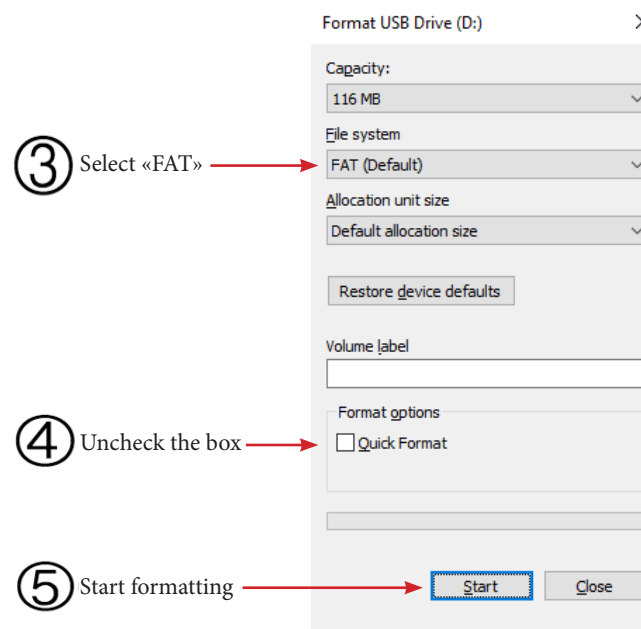 Format USB Drive (D:)
Capacity:
116 MB
File system
③ Select «FAT»
FAT (Default)
Allocation unit size
Default allocation size
Restore device defaults
Volume label
Format options
④ Uncheck the box
Quick Format
⑤ Start formatting
Start Close